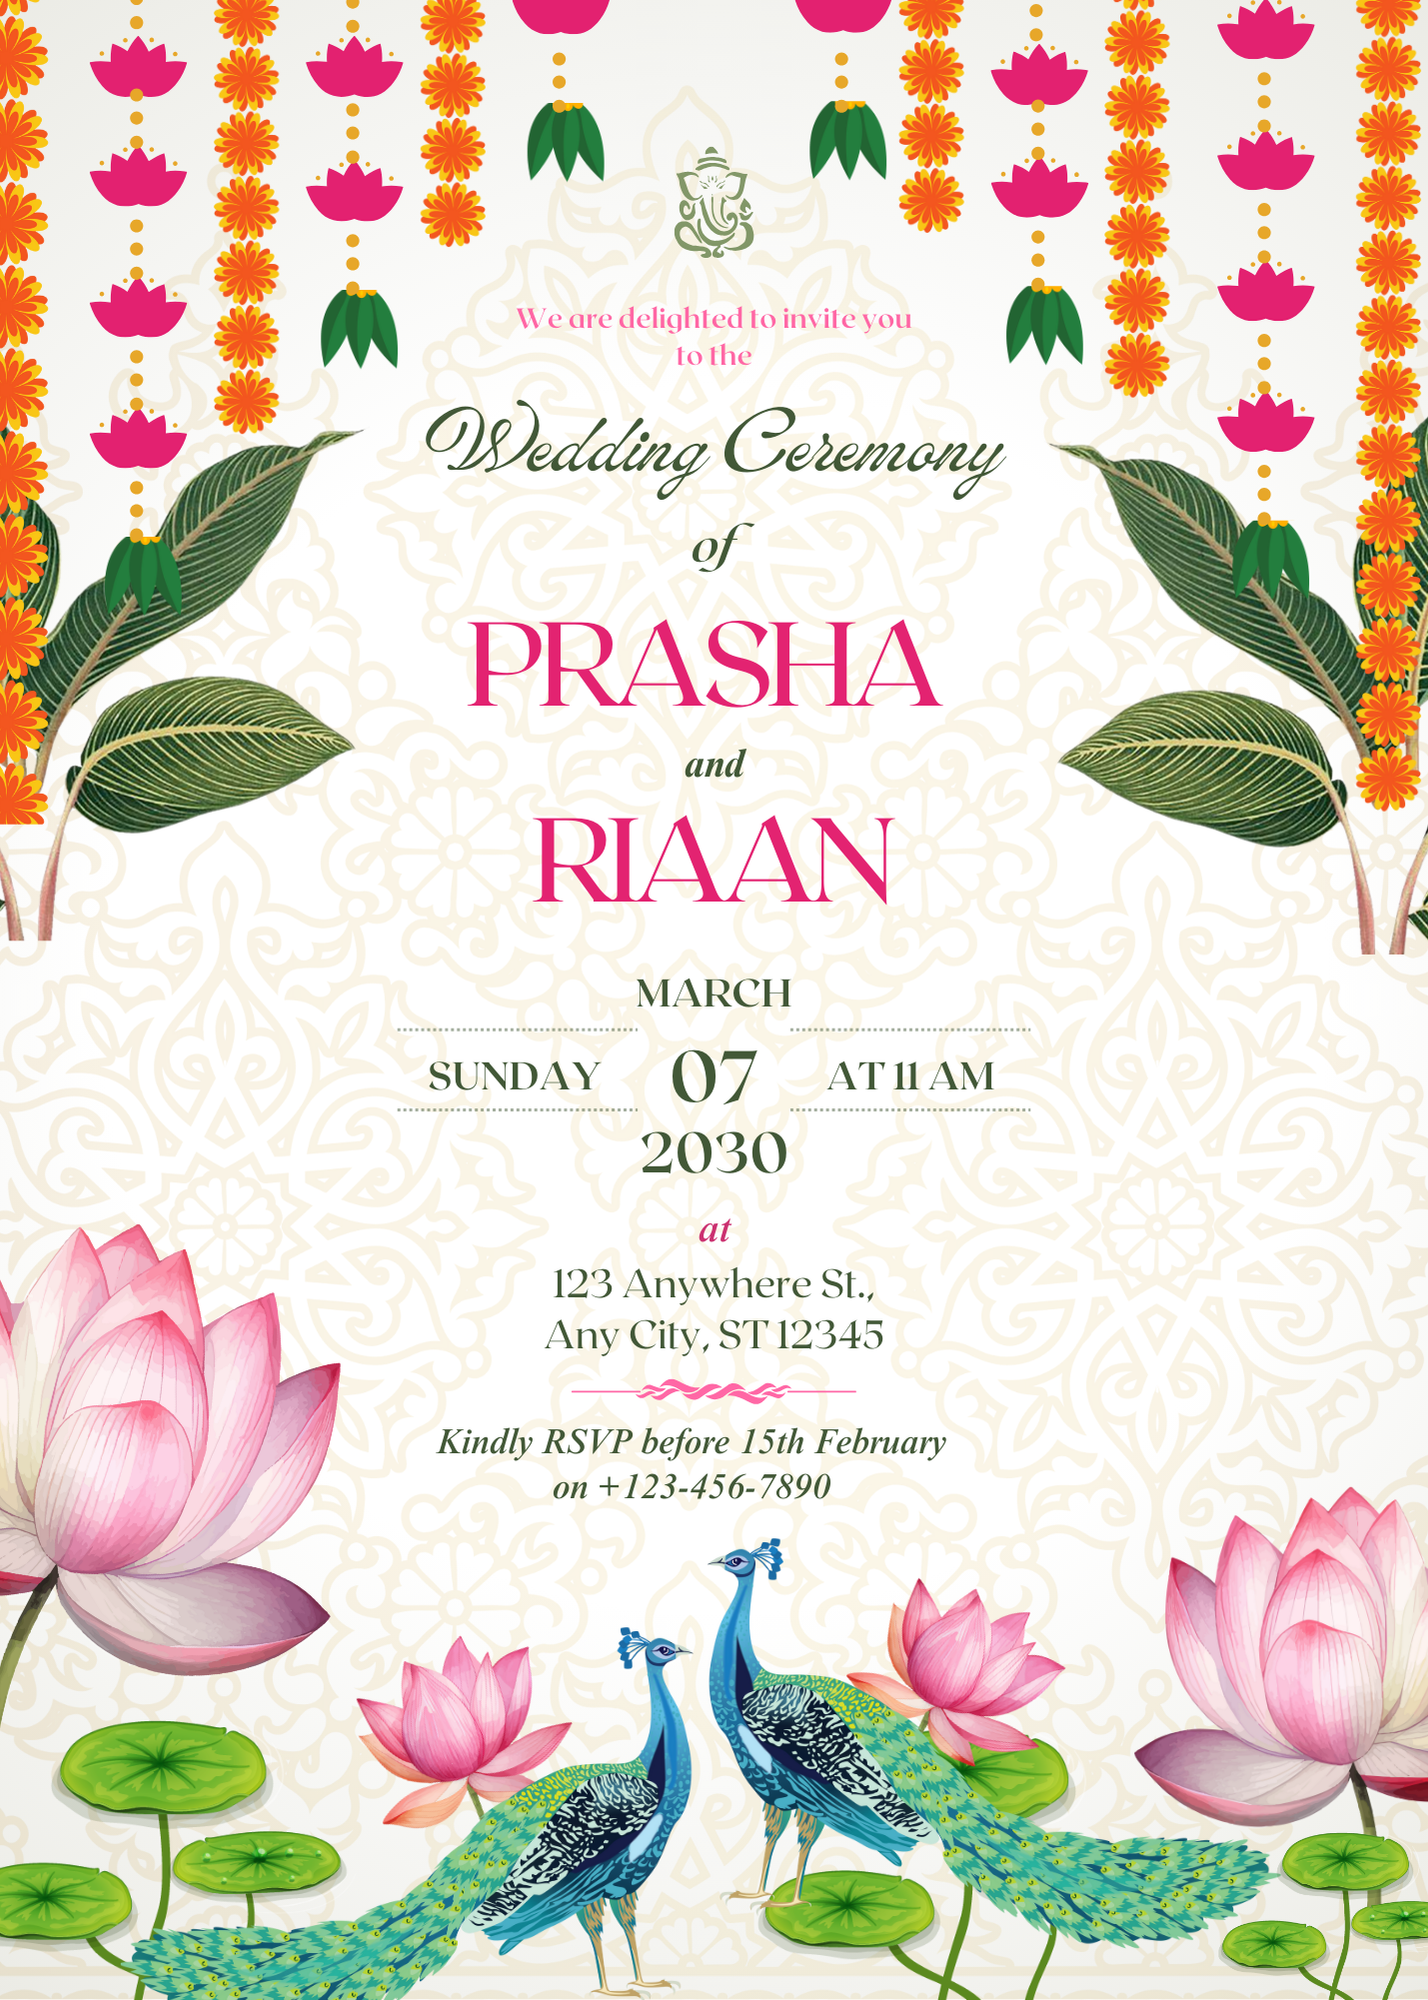 We are delighted to invite you
to the
Wedding Ceremony
of
PRASHA
and
RIAAN
MARCH
SUNDAY 07 AT 11 AM
2030
at
123 Anywhere St.,
Any City, ST 12345
Kindly RSVP before 15th February
on +123-456-7890